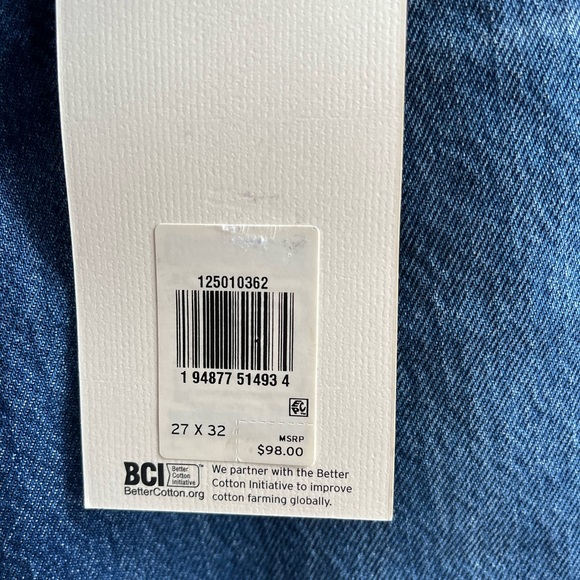 125010362
1 94877 51493 4
27 X 32
MSRP
$98.00
BCI Better Cotton Initiative™
BetterCotton.org
We partner with the Better
Cotton Initiative to improve
cotton farming globally.